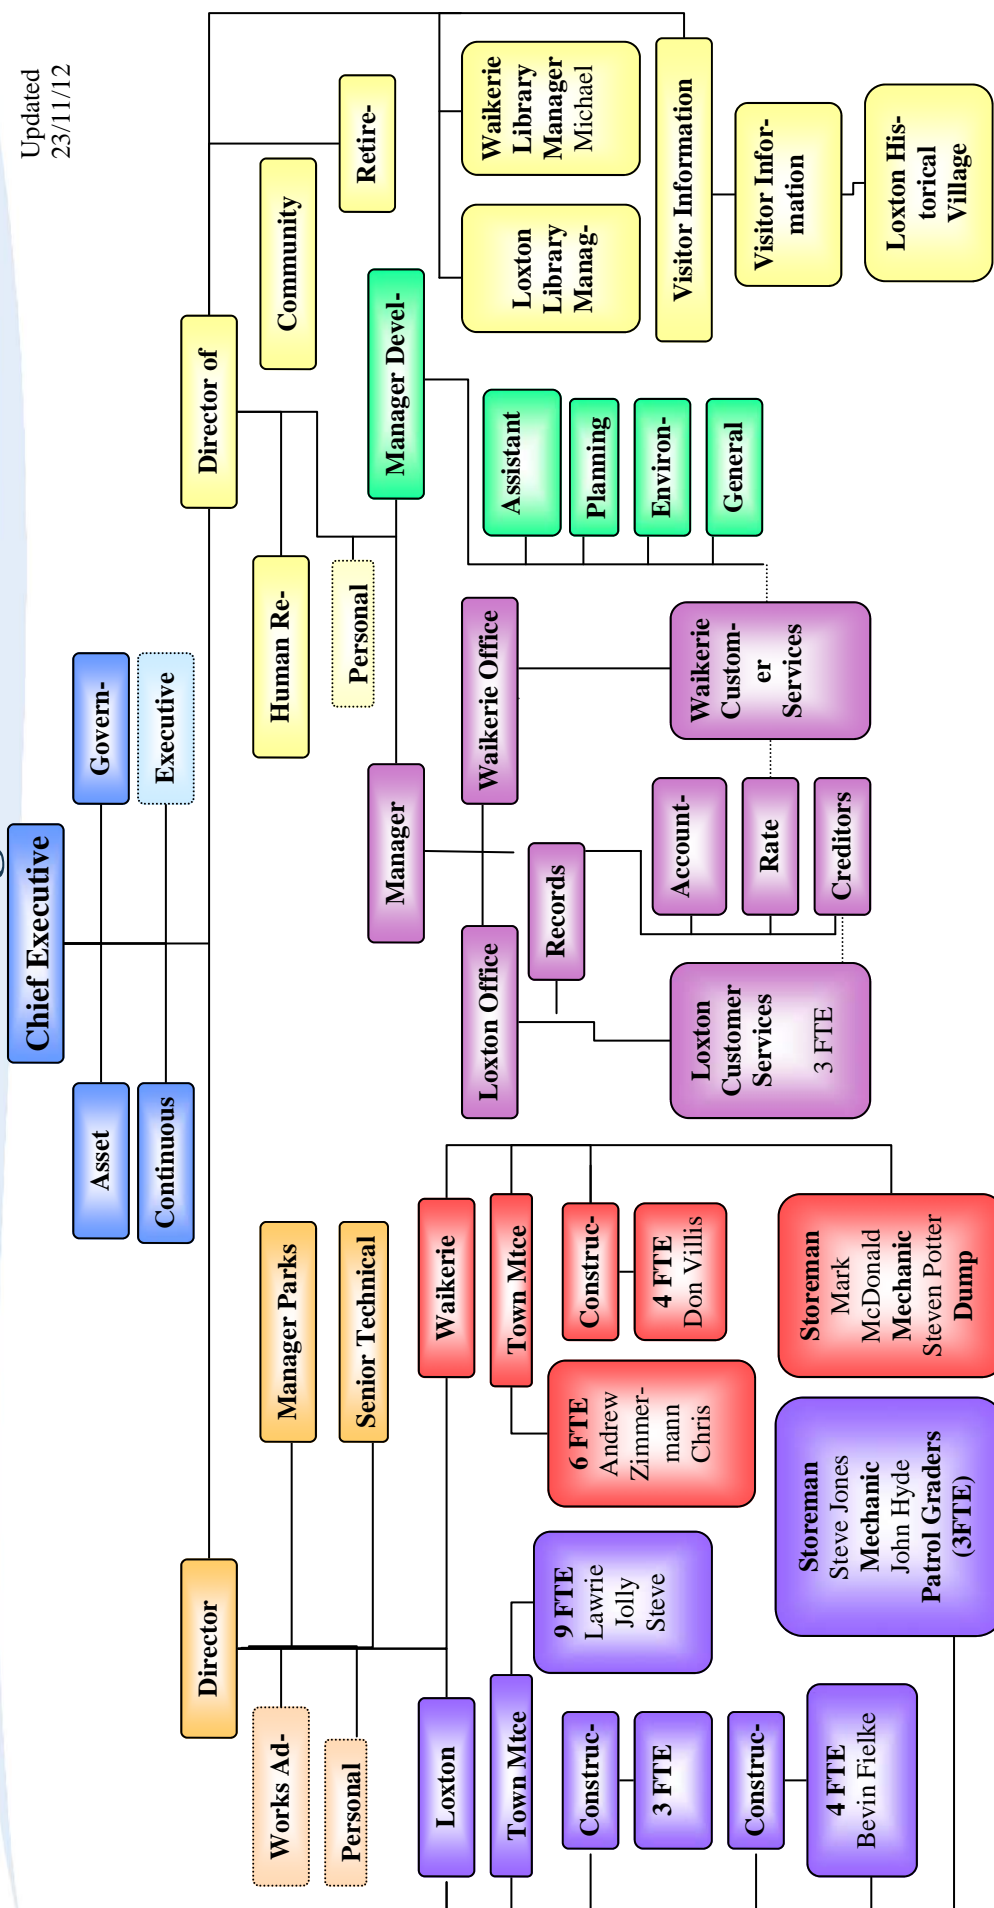 Updated
23/11/12
Chief Executive
Asset
Govern-
Continuous
Executive
Director
Director of
Works Ad-
Manager Parks
Human Re-
Community
Personal
Senior Technical
Personal
Retire-
Manager
Manager Devel-
Loxton
Waikerie
Loxton Office
Waikerie Office
Loxton
Library
Manag-
Waikerie
Library
Manager
Michael
Town Mtce
Town Mtce
Assistant
9 FTE
Lawrie
Jolly
Steve
6 FTE
Andrew
Zimmer-
mann
Chris
Records
Construc-
Construc-
Planning
3 FTE
4 FTE
Don Villis
Environ-
Visitor Information
Account-
Loxton
Customer
Services
3 FTE
Waikerie
Custom-
er
Services
General
Construc-
Rate
Visitor Infor-
mation
Creditors
4 FTE
Bevin Fielke
Storeman
Steve Jones
Mechanic
John Hyde
Patrol Graders
(3FTE)
Storeman
Mark
McDonald
Mechanic
Steven Potter
Dump
Loxton His-
torical
Village